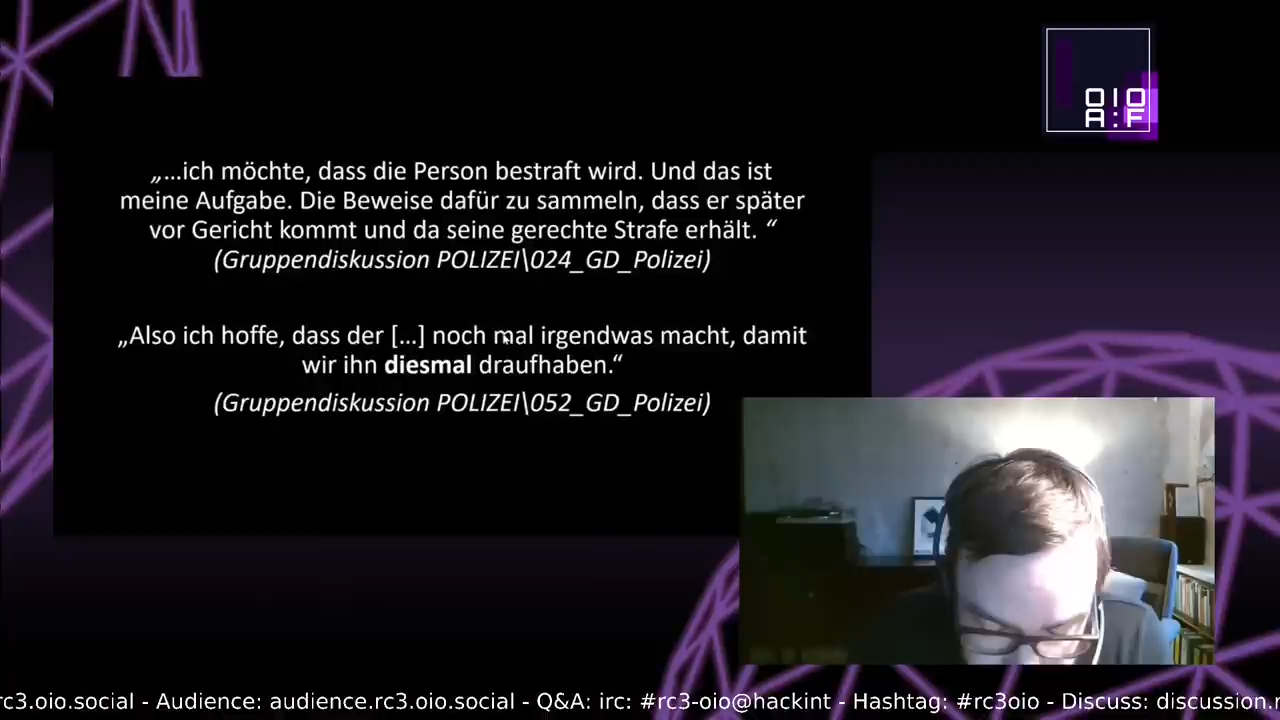 OIO
A:F
„…ich möchte, dass die Person bestraft wird. Und das ist
meine Aufgabe. Die Beweise dafür zu sammeln, dass er später
vor Gericht kommt und da seine gerechte Strafe erhält. “
(Gruppendiskussion POLIZEI\024_GD_Polizei)
„Also ich hoffe, dass der […] noch mal irgendwas macht, damit
wir ihn diesmal draufhaben.“
(Gruppendiskussion POLIZEI\052_GD_Polizei)
rc3.oio.social - Audience: audience.rc3.oio.social - Q&A: irc: #rc3-oio@hackint - Hashtag: #rc3oio - Discuss: discussion.r